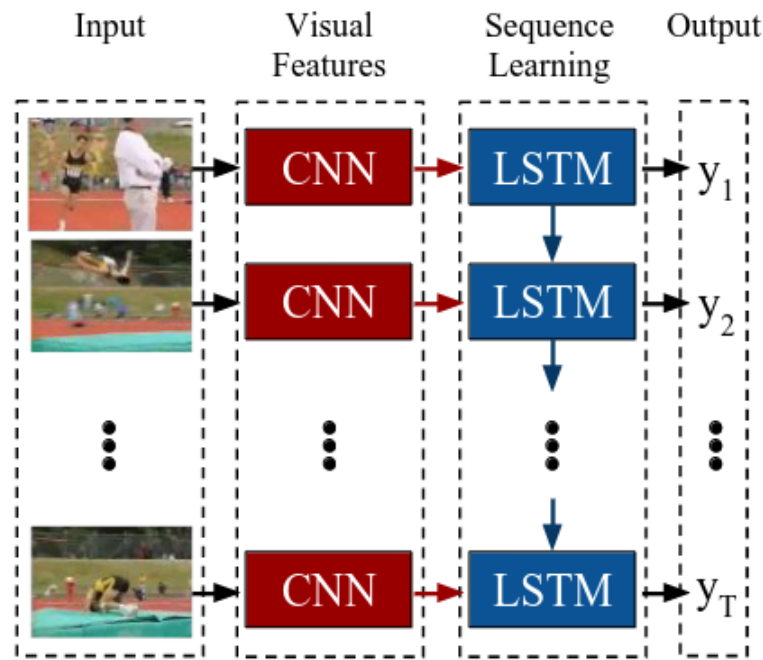 Input
Visual
Features
Sequence
Learning
Output
CNN
LSTM
y1
CNN
LSTM
y2
CNN
LSTM
yT